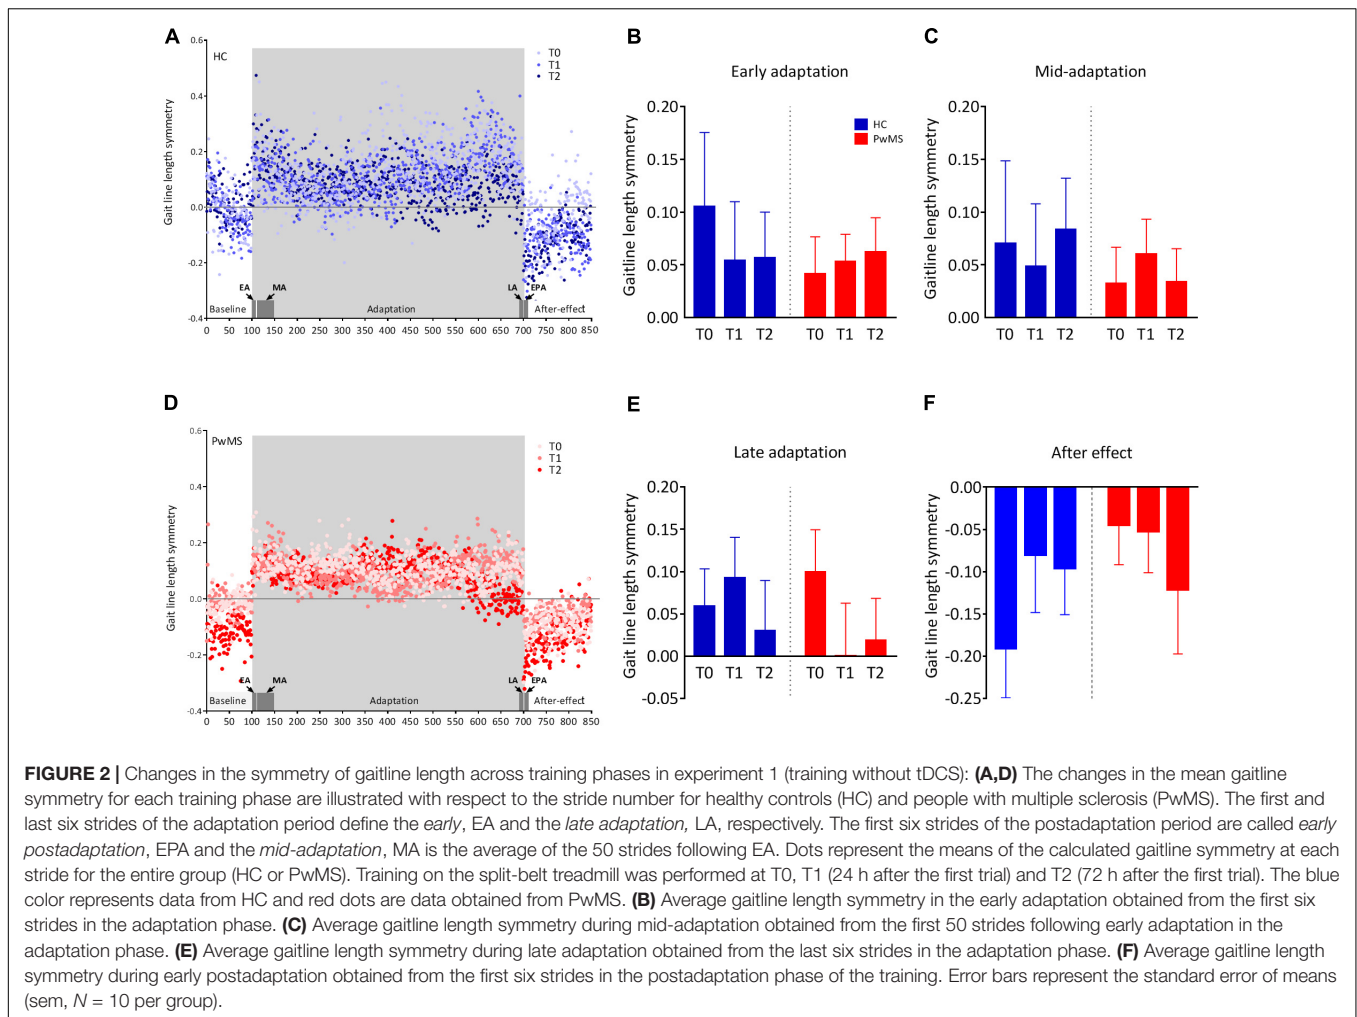 A
HC
T0
T1
T2
0.6
0.4
0.2
0.0
-0.2
-0.4
Gait line length symmetry
EA
MA
LA
EPA
Baseline
Adaptation
After-effect
0 50 100 150 200 250 300 350 400 450 500 550 600 650 700 750 800 850
B
Early adaptation
HC
PwMS
0.20
0.15
0.10
0.05
0.00
Gaitline length symmetry
T0 T1 T2 T0 T1 T2
C
Mid-adaptation
0.20
0.15
0.10
0.05
0.00
Gaitline length symmetry
T0 T1 T2 T0 T1 T2
D
PwMS
T0
T1
T2
0.6
0.4
0.2
0.0
-0.2
-0.4
Gait line length symmetry
EA
MA
LA
EPA
Baseline
Adaptation
After-effect
0 50 100 150 200 250 300 350 400 450 500 550 600 650 700 750 800 850
E
Late adaptation
0.20
0.15
0.10
0.05
0.00
-0.05
Gait line length symmetry
T0 T1 T2 T0 T1 T2
F
After effect
0.00
-0.05
-0.10
-0.15
-0.20
-0.25
Gait line length symmetry
FIGURE 2 | Changes in the symmetry of gaitline length across training phases in experiment 1 (training without tDCS): (A,D) The changes in the mean gaitline
symmetry for each training phase are illustrated with respect to the stride number for healthy controls (HC) and people with multiple sclerosis (PwMS). The first and
last six strides of the adaptation period define the early, EA and the late adaptation, LA, respectively. The first six strides of the postadaptation period are called early
postadaptation, EPA and the mid-adaptation, MA is the average of the 50 strides following EA. Dots represent the means of the calculated gaitline symmetry at each
stride for the entire group (HC or PwMS). Training on the split-belt treadmill was performed at T0, T1 (24 h after the first trial) and T2 (72 h after the first trial). The blue
color represents data from HC and red dots are data obtained from PwMS. (B) Average gaitline length symmetry in the early adaptation obtained from the first six
strides in the adaptation phase. (C) Average gaitline length symmetry during mid-adaptation obtained from the first 50 strides following early adaptation in the
adaptation phase. (E) Average gaitline length symmetry during late adaptation obtained from the last six strides in the adaptation phase. (F) Average gaitline length
symmetry during early postadaptation obtained from the first six strides in the postadaptation phase of the training. Error bars represent the standard error of means
(sem, N = 10 per group).